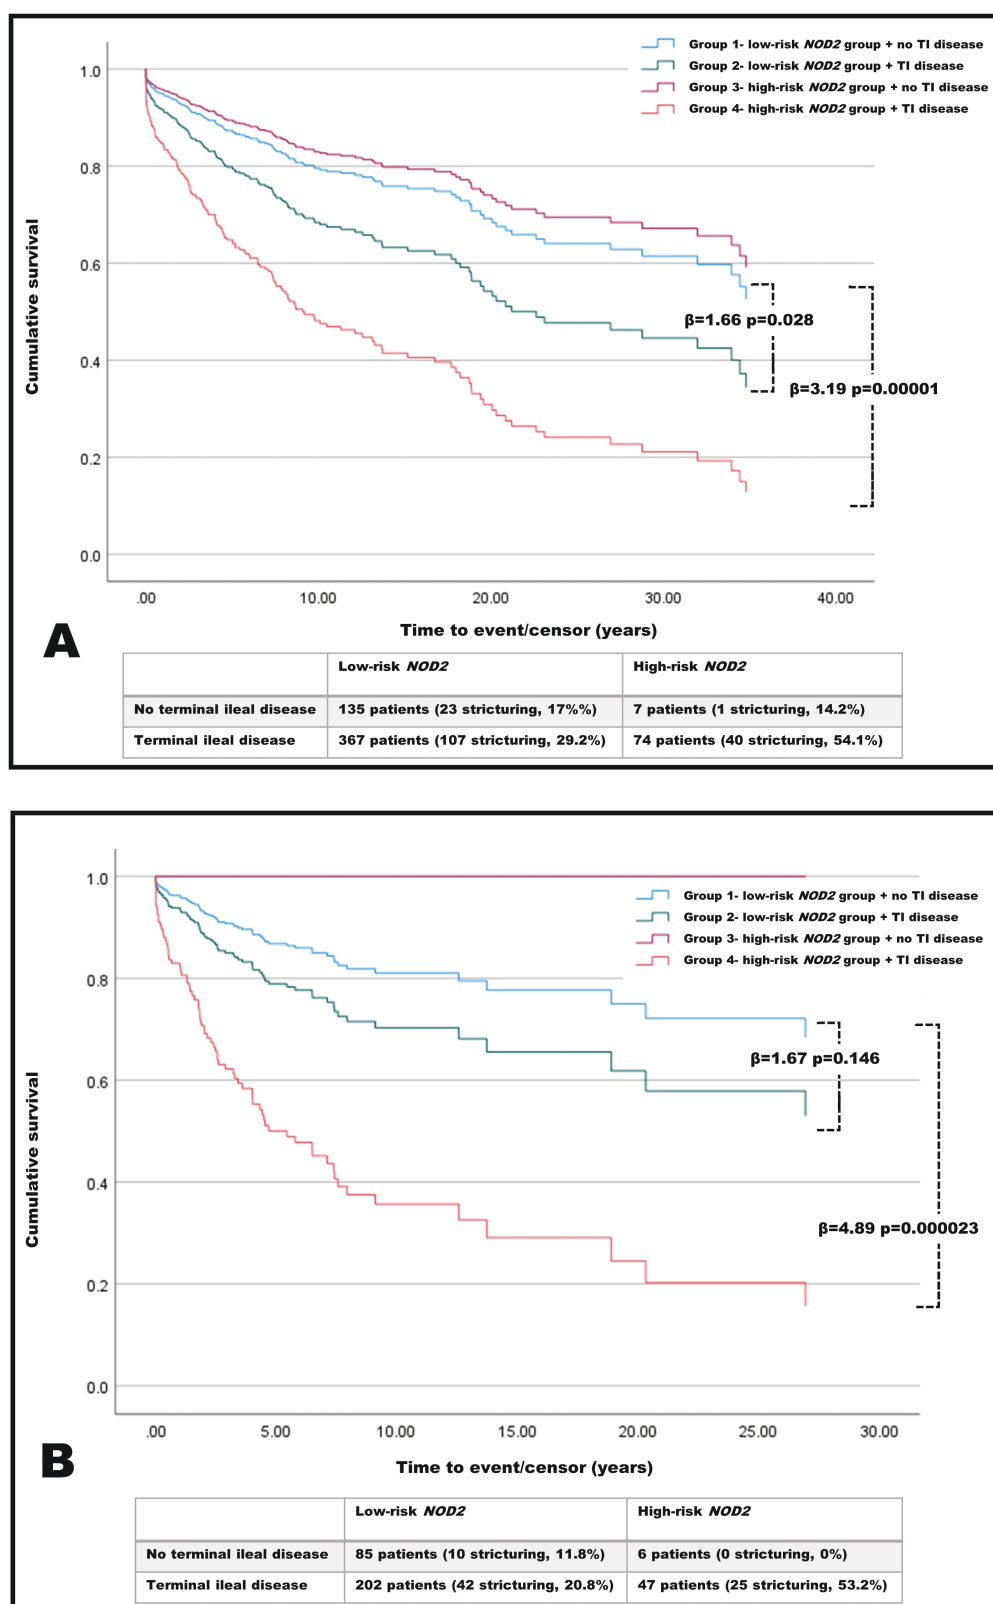 Group 1- low-risk NOD2 group + no TI disease
Group 2- low-risk NOD2 group + TI disease
Group 3- high-risk NOD2 group + no TI disease
Group 4- high-risk NOD2 group + TI disease
1.0
0.8
0.6
0.4
0.2
0.0
Cumulative survival
β=1.66 p=0.028
β=3.19 p=0.00001
.00 10.00 20.00 30.00 40.00
Time to event/censor (years)
A
Low-risk NOD2 High-risk NOD2
No terminal ileal disease 135 patients (23 stricturing, 17%%) 7 patients (1 stricturing, 14.2%)
Terminal ileal disease 367 patients (107 stricturing, 29.2%) 74 patients (40 stricturing, 54.1%)
Group 1- low-risk NOD2 group + no TI disease
Group 2- low-risk NOD2 group + TI disease
Group 3- high-risk NOD2 group + no TI disease
Group 4- high-risk NOD2 group + TI disease
1.0
0.8
0.6
0.4
0.2
0.0
Cumulative survival
β=1.67 p=0.146
β=4.89 p=0.000023
.00 5.00 10.00 15.00 20.00 25.00 30.00
Time to event/censor (years)
B
Low-risk NOD2 High-risk NOD2
No terminal ileal disease 85 patients (10 stricturing, 11.8%) 6 patients (0 stricturing, 0%)
Terminal ileal disease 202 patients (42 stricturing, 20.8%) 47 patients (25 stricturing, 53.2%)